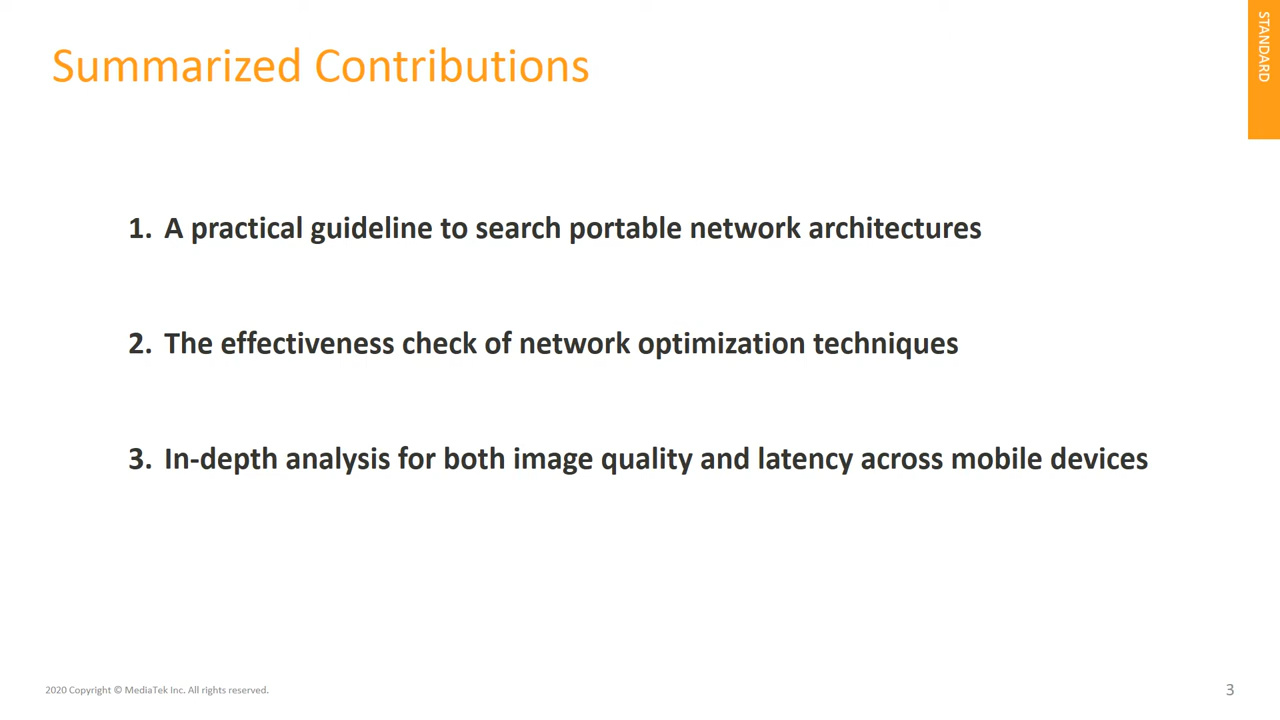 STANDARD
Summarized Contributions
1. A practical guideline to search portable network architectures
2. The effectiveness check of network optimization techniques
3. In-depth analysis for both image quality and latency across mobile devices
2020 Copyright © MediaTek Inc. All rights reserved.
3